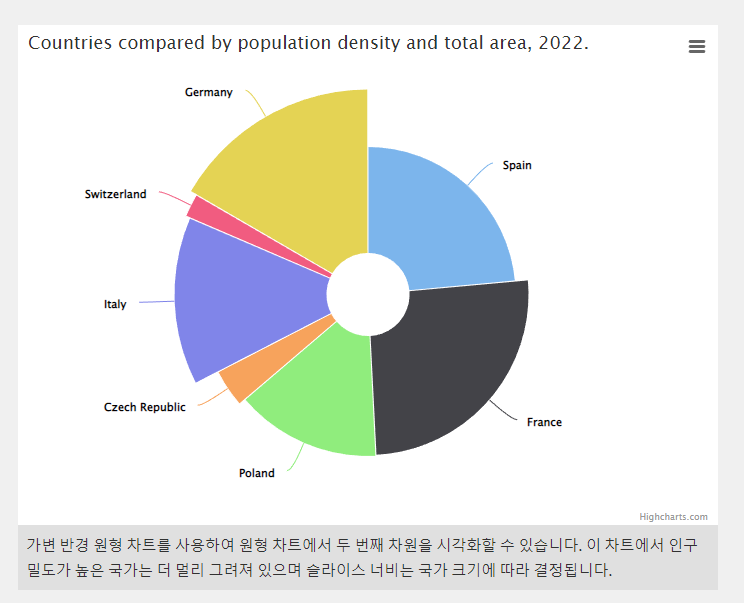 Countries compared by population density and total area, 2022.
Germany
Spain
Switzerland
Italy
Czech Republic
France
Poland
Highcharts.com
가변 반경 원형 차트를 사용하여 원형 차트에서 두 번째 차원을 시각화할 수 있습니다. 이 차트에서 인구
밀도가 높은 국가는 더 멀리 그려져 있으며 슬라이스 너비는 국가 크기에 따라 결정됩니다.